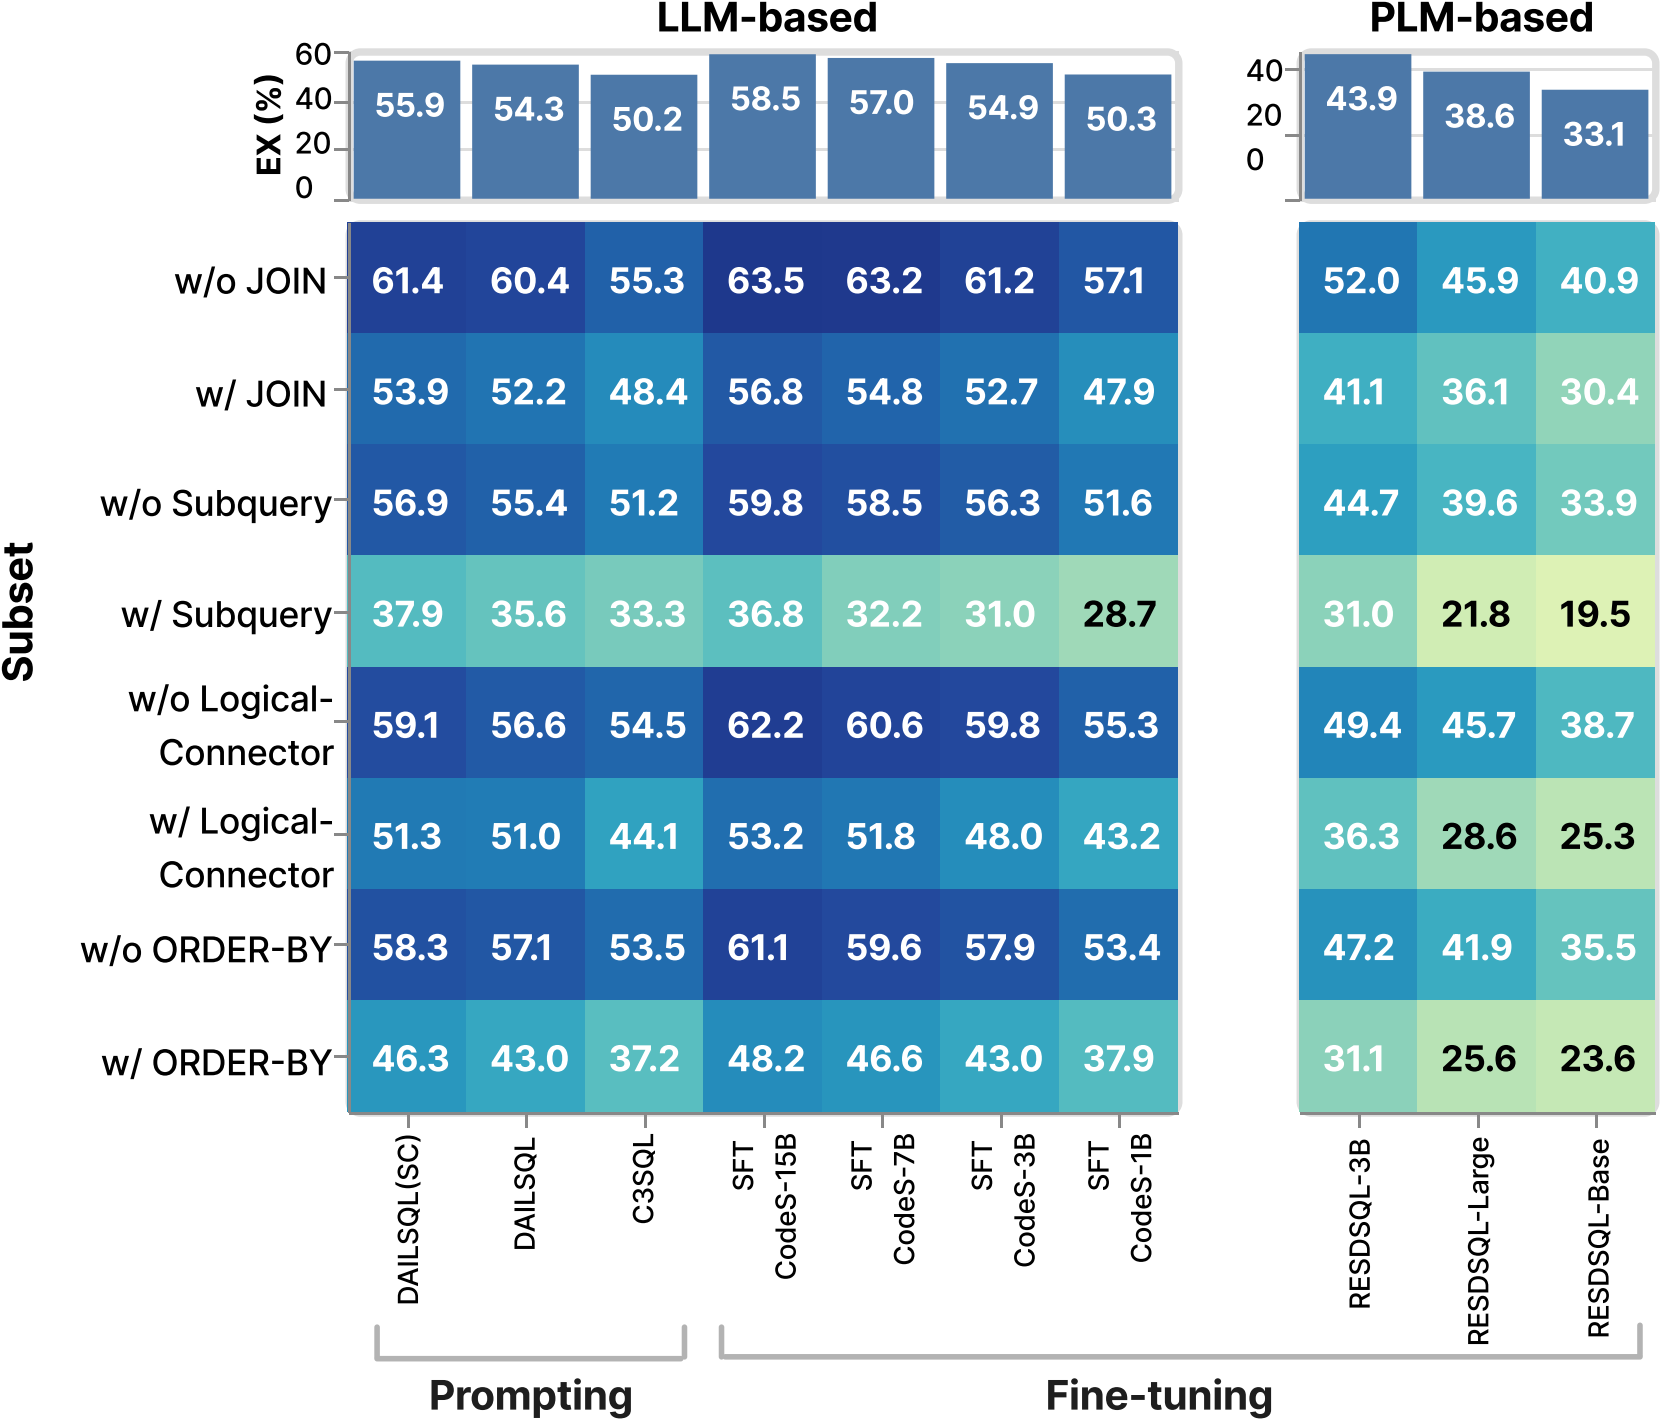 LLM-based
PLM-based
EX (%)
60
40
20
0
55.9 54.3 50.2 58.5 57.0 54.9 50.3
40
20
0
43.9 38.6 33.1
Subset
w/o JOIN 61.4 60.4 55.3 63.5 63.2 61.2 57.1 52.0 45.9 40.9
w/ JOIN 53.9 52.2 48.4 56.8 54.8 52.7 47.9 41.1 36.1 30.4
w/o Subquery 56.9 55.4 51.2 59.8 58.5 56.3 51.6 44.7 39.6 33.9
w/ Subquery 37.9 35.6 33.3 36.8 32.2 31.0 28.7 31.0 21.8 19.5
w/o Logical-
Connector 59.1 56.6 54.5 62.2 60.6 59.8 55.3 49.4 45.7 38.7
w/ Logical-
Connector 51.3 51.0 44.1 53.2 51.8 48.0 43.2 36.3 28.6 25.3
w/o ORDER-BY 58.3 57.1 53.5 61.1 59.6 57.9 53.4 47.2 41.9 35.5
w/ ORDER-BY 46.3 43.0 37.2 48.2 46.6 43.0 37.9 31.1 25.6 23.6
DAILSQL(SC)
DAILSQL
C3SQL
SFT
CodeS-15B
SFT
CodeS-7B
SFT
CodeS-3B
SFT
CodeS-1B
RESDSQL-3B
RESDSQL-Large
RESDSQL-Base
Prompting
Fine-tuning